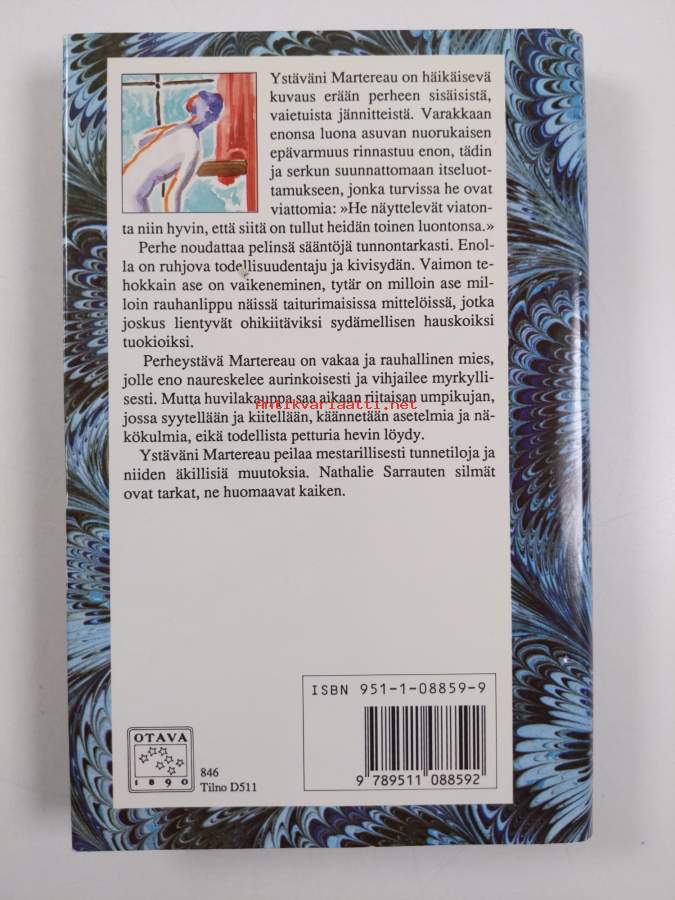 Ystäväni Martereau on häikäisevä
kuvaus erään perheen sisäisistä,
vaietuista jännitteistä. Varakkaan
enonsa luona asuvan nuorukaisen
epävarmuus rinnastuu enon, tädin
ja serkun suunnattomaan itseluot-
tamukseen, jonka turvissa he ovat
viattomia: »He näyttelevät viaton-
ta niin hyvin, että siitä on tullut heidän toinen luontonsa.»
Perhe noudattaa pelinsä sääntöjä tunnontarkasti. Enol-
la on ruhjova todellisuudentaju ja kivisydän. Vaimon te-
hokkain ase on vaikeneminen, tytär on milloin ase mil-
loin rauhanlippu näissä taiturimaisissa mittelöissä, jotka
joskus lientyvät ohikiitäviksi sydämellisen hauskoiksi
tuokioiksi.
Perheystävä Martereau on vakaa ja rauhallinen mies,
jolle eno naureskelee aurinkoisesti ja vihjailee myrkylli-
sesti. Mutta huvilakauppa saa aikaan riitaisan umpikujan,
Antikvariaatti.net
jossa syytellään ja kiitellään, käännetään asetelmia ja nä-
kökulmia, eikä todellista petturia hevin löydy.
Ystäväni Martereau peilaa mestarillisesti tunnetiloja ja
niiden äkillisiä muutoksia. Nathalie Sarrauten silmät
ovat tarkat, ne huomaavat kaiken.
ISBN 951-1-08859-9
9 789511 088592
OTAVA
1890
846
Tilno D511